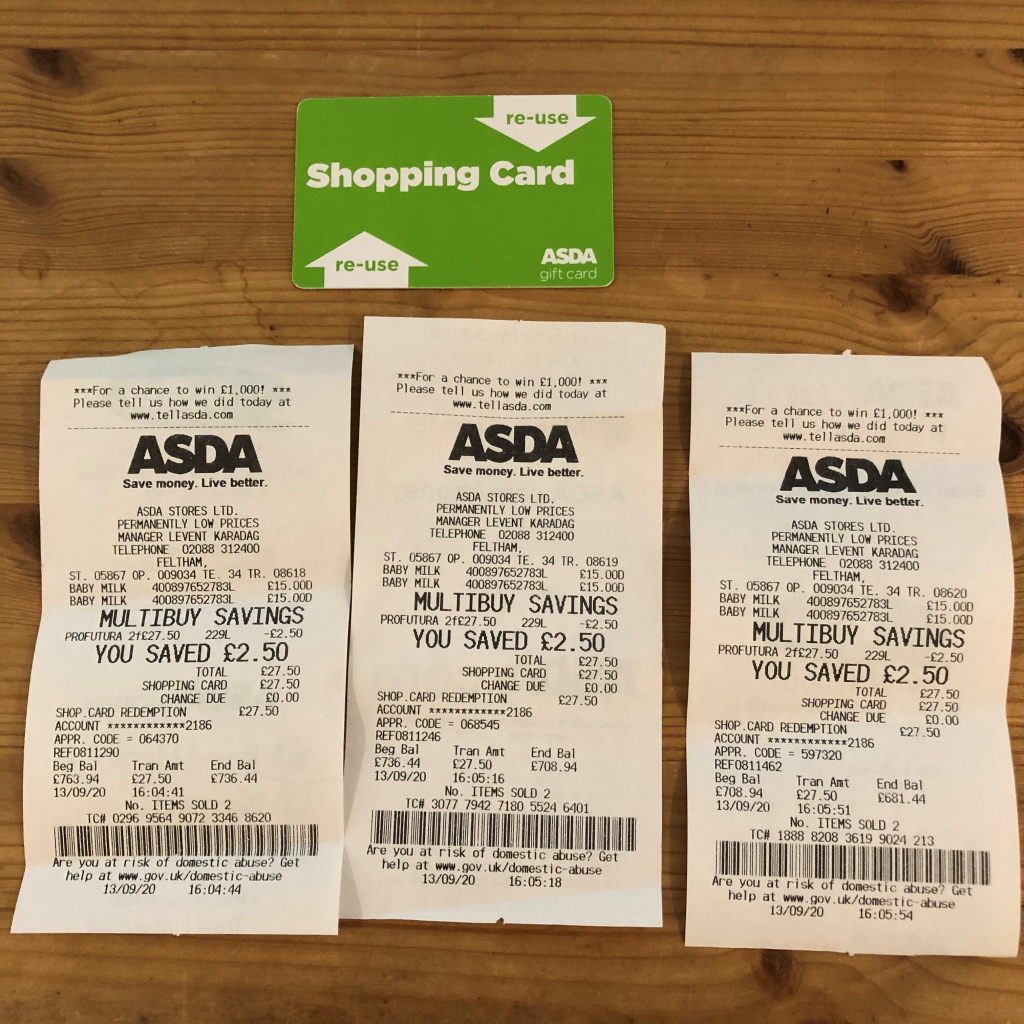 re-use
Shopping Card
re-use
ASDA
gift card
***For a chance to win £1,000! ***
Please tell us how we did today at
www.tellasda.com
ASDA
Save money. Live better.
ASDA STORES LTD.
PERMANENTLY LOW PRICES
MANAGER LEVENT KARADAG
TELEPHONE 02088 312400
FELTHAM,
ST. 05867 OP. 009034 TE. 34 TR. 08618
BABY MILK 400897652783L £15.00D
BABY MILK 400897652783L £15.00D
MULTIBUY SAVINGS
PROFUTURA 2f£27.50 229L -£2.50
YOU SAVED £2.50
TOTAL £27.50
SHOPPING CARD £27.50
CHANGE DUE £0.00
SHOP.CARD REDEMPTION £27.50
ACCOUNT ************2186
APPR. CODE = 064370
REF0811290
Beg Bal Tran Amt End Bal
£763.94 £27.50 £736.44
13/09/20 16:04:41
No. ITEMS SOLD 2
TC# 0296 9564 9072 3346 8620
Are you at risk of domestic abuse? Get
help at www.gov.uk/domestic-abuse
13/09/20 16:04:44
***For a chance to win £1,000! ***
Please tell us how we did today at
www.tellasda.com
ASDA
Save money. Live better.
ASDA STORES LTD.
PERMANENTLY LOW PRICES
MANAGER LEVENT KARADAG
TELEPHONE 02088 312400
FELTHAM,
ST. 05867 OP. 009034 TE. 34 TR. 08619
BABY MILK 400897652783L £15.00D
BABY MILK 400897652783L £15.00D
MULTIBUY SAVINGS
PROFUTURA 2f£27.50 229L -£2.50
YOU SAVED £2.50
TOTAL £27.50
SHOPPING CARD £27.50
CHANGE DUE £0.00
SHOP.CARD REDEMPTION £27.50
ACCOUNT ************2186
APPR. CODE = 068545
REF0811246
Beg Bal Tran Amt End Bal
£736.44 £27.50 £708.94
13/09/20 16:05:16
No. ITEMS SOLD 2
TC# 3077 7942 7180 5524 6401
Are you at risk of domestic abuse? Get
help at www.gov.uk/domestic-abuse
13/09/20 16:05:18
***For a chance to win £1,000! ***
Please tell us how we did today at
www.tellasda.com
ASDA
Save money. Live better.
ASDA STORES LTD.
PERMANENTLY LOW PRICES
MANAGER LEVENT KARADAG
TELEPHONE 02088 312400
FELTHAM,
ST. 05867 OP. 009034 TE. 34 TR. 08620
BABY MILK 400897652783L £15.00D
BABY MILK 400897652783L £15.00D
MULTIBUY SAVINGS
PROFUTURA 2f£27.50 229L -£2.50
YOU SAVED £2.50
TOTAL £27.50
SHOPPING CARD £27.50
CHANGE DUE £0.00
SHOP.CARD REDEMPTION £27.50
ACCOUNT ************2186
APPR. CODE = 597320
REF0811462
Beg Bal Tran Amt End Bal
£708.94 £27.50 £681.44
13/09/20 16:05:51
No. ITEMS SOLD 2
TC# 1888 8208 3619 9024 213
Are you at risk of domestic abuse? Get
help at www.gov.uk/domestic-abuse
13/09/20 16:05:54